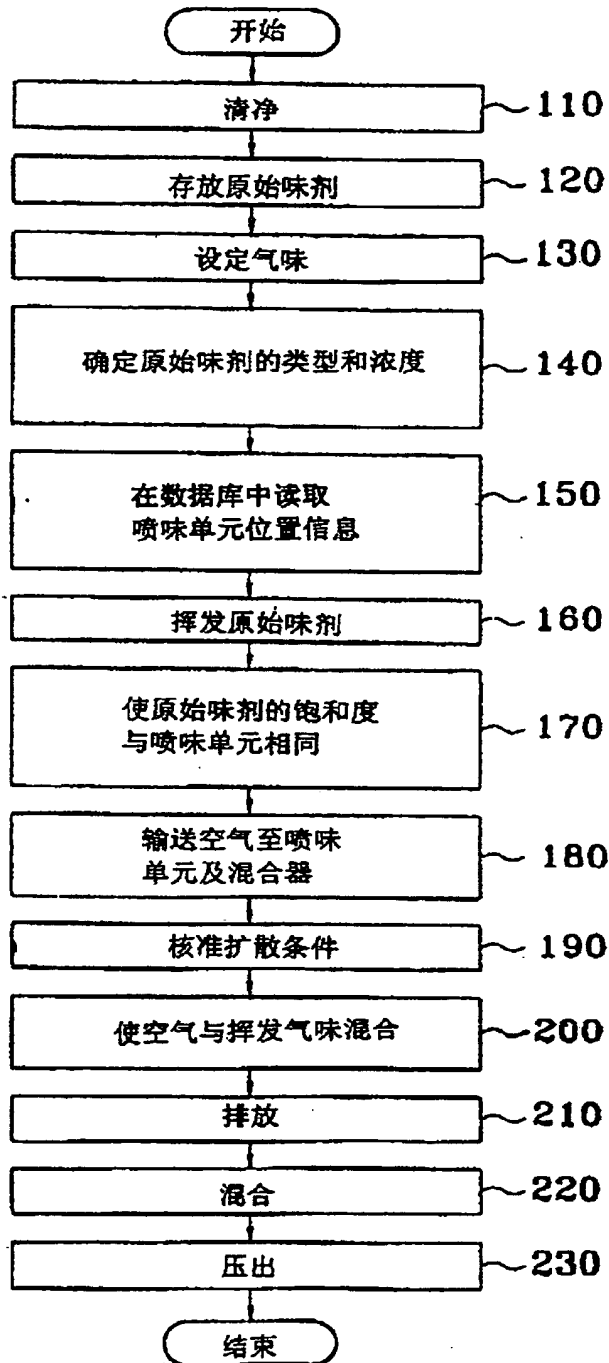 开始
清净
110
存放原始味剂
120
设定气味
130
确定原始味剂的类型和浓度
140
在数据库中读取
喷味单元位置信息
150
挥发原始味剂
160
使原始味剂的饱和度
与喷味单元相同
170
输送空气至喷味
单元及混合器
180
核准扩散条件
190
使空气与挥发气味混合
200
排放
210
混合
220
压出
230
结束